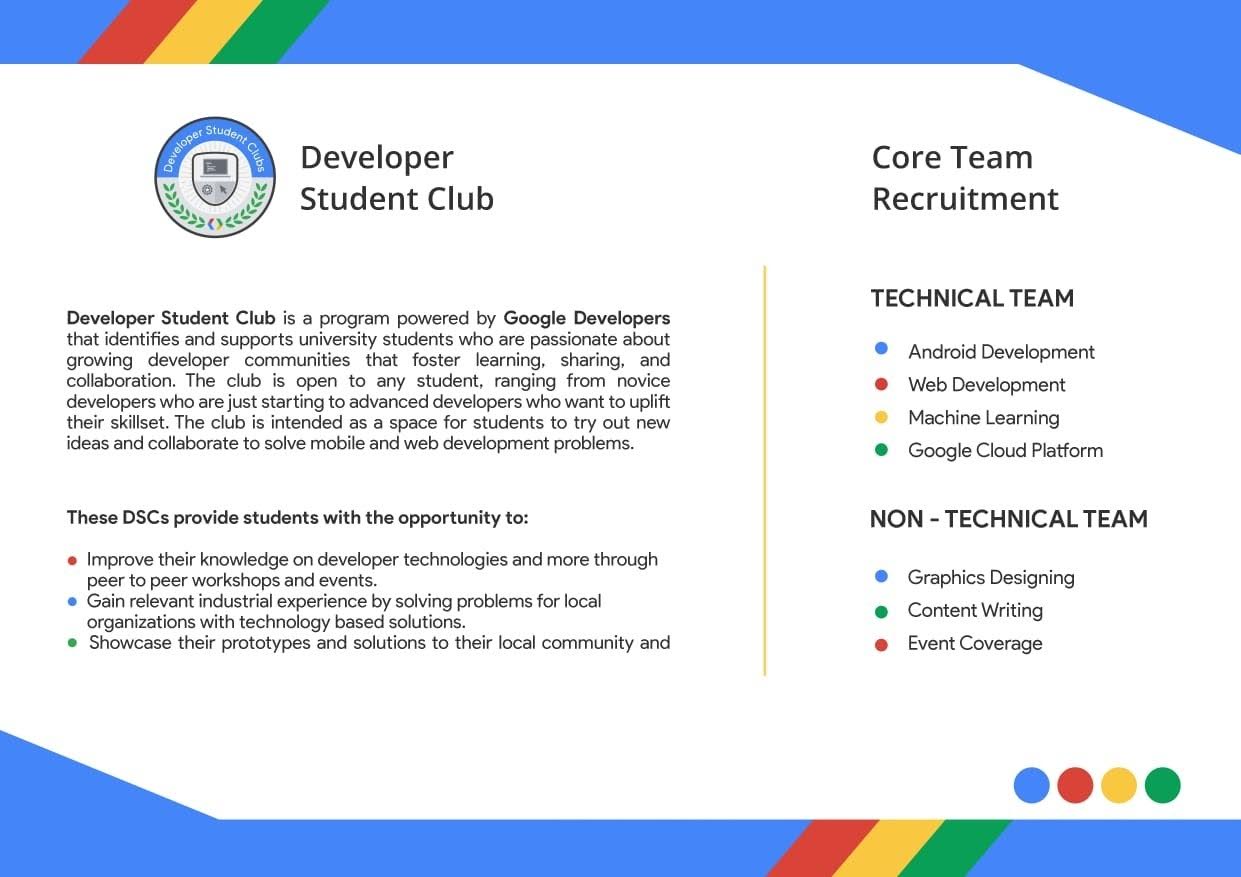 Developer Student Clubs
Developer
Student Club
Developer Student Club is a program powered by Google Developers
that identifies and supports university students who are passionate about
growing developer communities that foster learning, sharing, and
collaboration. The club is open to any student, ranging from novice
developers who are just starting to advanced developers who want to uplift
their skillset. The club is intended as a space for students to try out new
ideas and collaborate to solve mobile and web development problems.
These DSCs provide students with the opportunity to:
Improve their knowledge on developer technologies and more through
peer to peer workshops and events.
Gain relevant industrial experience by solving problems for local
organizations with technology based solutions.
Showcase their prototypes and solutions to their local community and
Core Team
Recruitment
TECHNICAL TEAM
Android Development
Web Development
Machine Learning
Google Cloud Platform
NON - TECHNICAL TEAM
Graphics Designing
Content Writing
Event Coverage